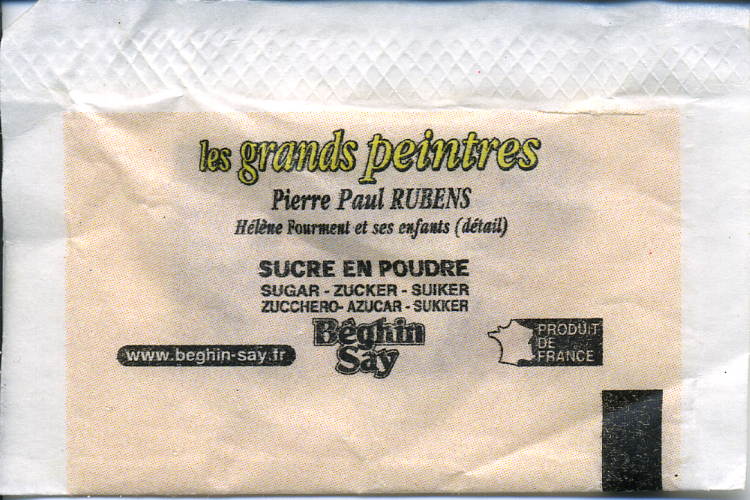 les grands peintres
Pierre Paul RUBENS
Hélène Fourment et ses enfants (détail)
SUCRE EN POUDRE
SUGAR - ZUCKER - SUIKER
ZUCCHERO- AZUCAR - SUKKER
Béghin
Say
www.beghin-say.fr
PRODUIT
DE
FRANCE